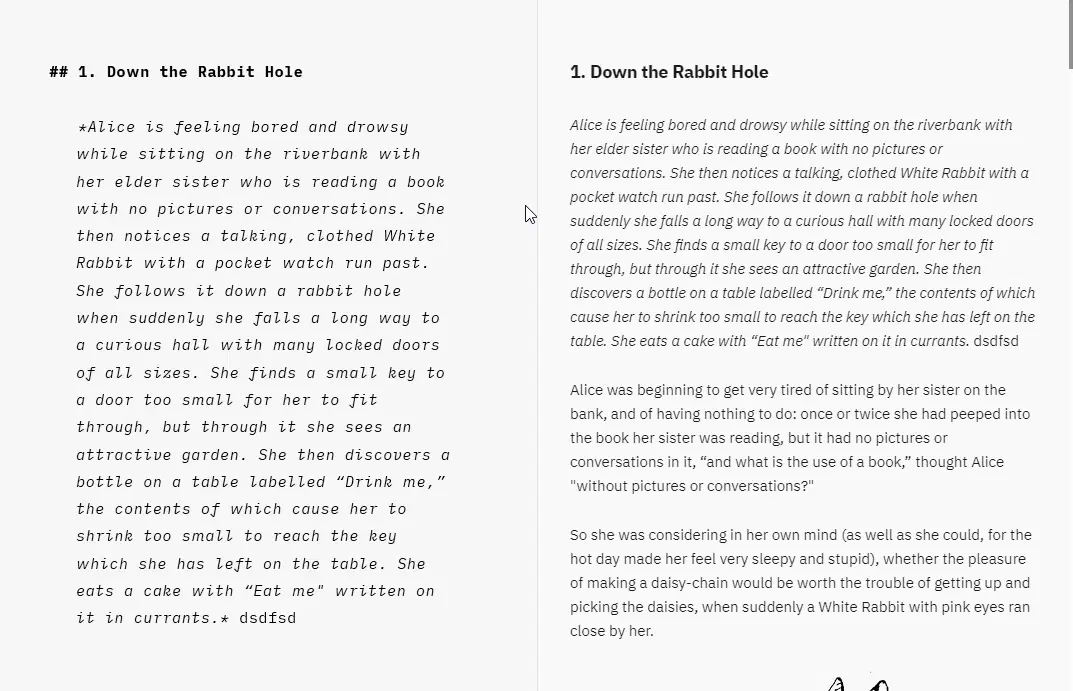 ## 1. Down the Rabbit Hole
*Alice is feeling bored and drowsy
while sitting on the riverbank with
her elder sister who is reading a book
with no pictures or conversations. She
then notices a talking, clothed White
Rabbit with a pocket watch run past.
She follows it down a rabbit hole
when suddenly she falls a long way to
a curious hall with many locked doors
of all sizes. She finds a small key to
a door too small for her to fit
through, but through it she sees an
attractive garden. She then discovers a
bottle on a table labelled “Drink me,”
the contents of which cause her to
shrink too small to reach the key
which she has left on the table. She
eats a cake with “Eat me" written on
it in currants.* dsdfsd
1. Down the Rabbit Hole
Alice is feeling bored and drowsy while sitting on the riverbank with
her elder sister who is reading a book with no pictures or
conversations. She then notices a talking, clothed White Rabbit with a
pocket watch run past. She follows it down a rabbit hole when
suddenly she falls a long way to a curious hall with many locked doors
of all sizes. She finds a small key to a door too small for her to fit
through, but through it she sees an attractive garden. She then
discovers a bottle on a table labelled “Drink me,” the contents of which
cause her to shrink too small to reach the key which she has left on the
table. She eats a cake with “Eat me" written on it in currants. dsdfsd
Alice was beginning to get very tired of sitting by her sister on the
bank, and of having nothing to do: once or twice she had peeped into
the book her sister was reading, but it had no pictures or
conversations in it, “and what is the use of a book,” thought Alice
"without pictures or conversations?"
So she was considering in her own mind (as well as she could, for the
hot day made her feel very sleepy and stupid), whether the pleasure
of making a daisy-chain would be worth the trouble of getting up and
picking the daisies, when suddenly a White Rabbit with pink eyes ran
close by her.